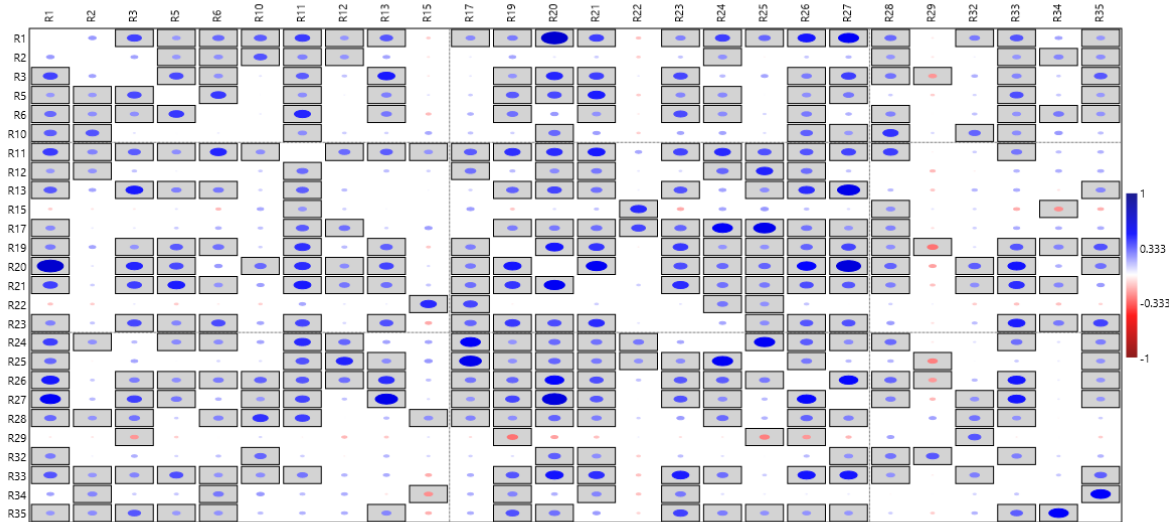 R1 R2 R3 R5 R6 R10 R11 R12 R13 R15 R17 R19 R20 R21 R22 R23 R24 R25 R26 R27 R28 R29 R32 R33 R34 R35
R1
R2
R3
R5
R6
R10
R11
R12
R13
R15
R17
R19
R20
R21
R22
R23
R24
R25
R26
R27
R28
R29
R32
R33
R34
R35
1
0.333
-0.333
-1